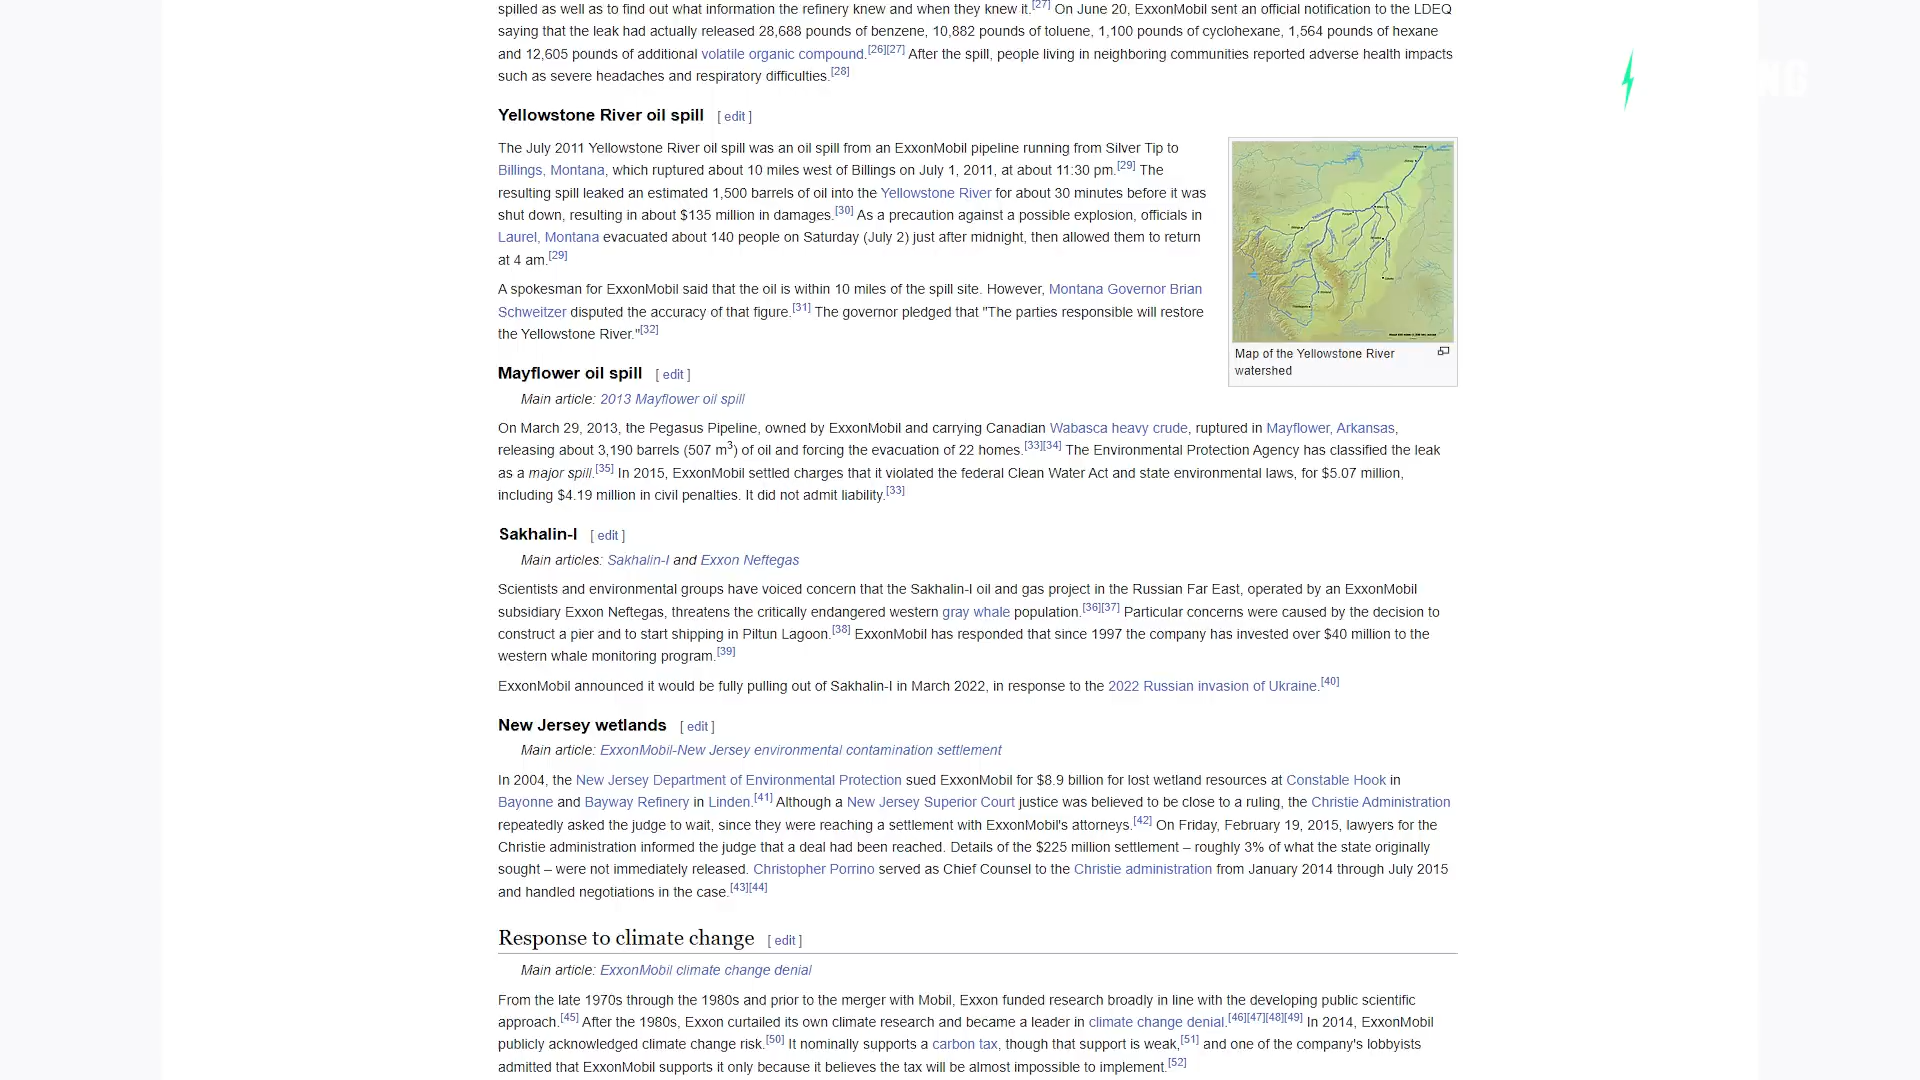 spilled as well as to find out what information the refinery knew and when they knew it.[27] On June 20, ExxonMobil sent an official notification to the LDEQ
saying that the leak had actually released 28,688 pounds of benzene, 10,882 pounds of toluene, 1,100 pounds of cyclohexane, 1,564 pounds of hexane
and 12,605 pounds of additional volatile organic compound.[26][27] After the spill, people living in neighboring communities reported adverse health impacts
such as severe headaches and respiratory difficulties.[28]
NG
Yellowstone River oil spill [ edit ]
The July 2011 Yellowstone River oil spill was an oil spill from an ExxonMobil pipeline running from Silver Tip to
Billings, Montana, which ruptured about 10 miles west of Billings on July 1, 2011, at about 11:30 pm.[29] The
resulting spill leaked an estimated 1,500 barrels of oil into the Yellowstone River for about 30 minutes before it was
shut down, resulting in about $135 million in damages.[30] As a precaution against a possible explosion, officials in
Laurel, Montana evacuated about 140 people on Saturday (July 2) just after midnight, then allowed them to return
at 4 am.[29]
A spokesman for ExxonMobil said that the oil is within 10 miles of the spill site. However, Montana Governor Brian
Schweitzer disputed the accuracy of that figure.[31] The governor pledged that "The parties responsible will restore
the Yellowstone River."[32]
Map of the Yellowstone River
watershed
Mayflower oil spill [ edit ]
Main article: 2013 Mayflower oil spill
On March 29, 2013, the Pegasus Pipeline, owned by ExxonMobil and carrying Canadian Wabasca heavy crude, ruptured in Mayflower, Arkansas,
releasing about 3,190 barrels (507 m3) of oil and forcing the evacuation of 22 homes.[33][34] The Environmental Protection Agency has classified the leak
as a major spill.[35] In 2015, ExxonMobil settled charges that it violated the federal Clean Water Act and state environmental laws, for $5.07 million,
including $4.19 million in civil penalties. It did not admit liability.[33]
Sakhalin-I [ edit ]
Main articles: Sakhalin-I and Exxon Neftegas
Scientists and environmental groups have voiced concern that the Sakhalin-I oil and gas project in the Russian Far East, operated by an ExxonMobil
subsidiary Exxon Neftegas, threatens the critically endangered western gray whale population.[36][37] Particular concerns were caused by the decision to
construct a pier and to start shipping in Piltun Lagoon.[38] ExxonMobil has responded that since 1997 the company has invested over $40 million to the
western whale monitoring program.[39]
ExxonMobil announced it would be fully pulling out of Sakhalin-I in March 2022, in response to the 2022 Russian invasion of Ukraine.[40]
New Jersey wetlands [ edit ]
Main article: ExxonMobil-New Jersey environmental contamination settlement
In 2004, the New Jersey Department of Environmental Protection sued ExxonMobil for $8.9 billion for lost wetland resources at Constable Hook in
Bayonne and Bayway Refinery in Linden.[41] Although a New Jersey Superior Court justice was believed to be close to a ruling, the Christie Administration
repeatedly asked the judge to wait, since they were reaching a settlement with ExxonMobil's attorneys.[42] On Friday, February 19, 2015, lawyers for the
Christie administration informed the judge that a deal had been reached. Details of the $225 million settlement – roughly 3% of what the state originally
sought – were not immediately released. Christopher Porrino served as Chief Counsel to the Christie administration from January 2014 through July 2015
and handled negotiations in the case.[43][44]
Response to climate change [ edit ]
Main article: ExxonMobil climate change denial
From the late 1970s through the 1980s and prior to the merger with Mobil, Exxon funded research broadly in line with the developing public scientific
approach.[45] After the 1980s, Exxon curtailed its own climate research and became a leader in climate change denial.[46][47][48][49] In 2014, ExxonMobil
publicly acknowledged climate change risk.[50] It nominally supports a carbon tax, though that support is weak,[51] and one of the company's lobbyists
admitted that ExxonMobil supports it only because it believes the tax will be almost impossible to implement.[52]